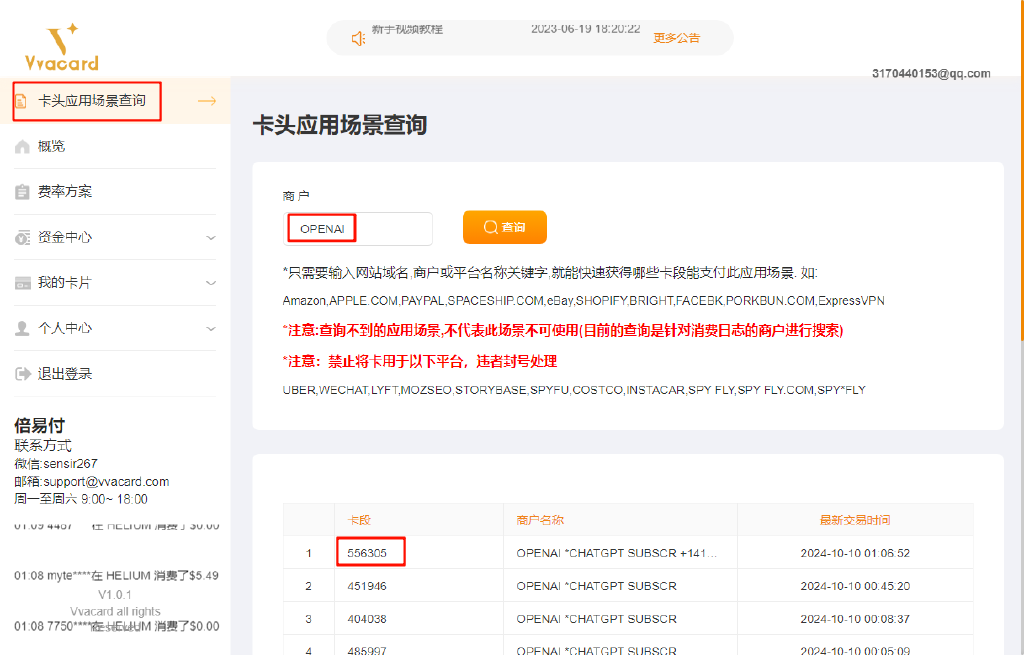 Vvacard
新手视频教程 2023-06-19 18:20:22 更多公告
3170440153@qq.com
卡头应用场景查询
概览
费率方案
资金中心
我的卡片
个人中心
退出登录
倍易付
联系方式
微信:sensir267
邮箱:support@vvacard.com
周一至周六 9:00~ 18:00
01:09 4487 在 HELIUM 消费了$0.00
01:08 myte****在 HELIUM 消费了$5.49
V1.0.1
Vvacard all rights
Reserved
01:08 7750****在 HELIUM 消费了$0.00
卡头应用场景查询
商户
OPENAI 查询
*只需要输入网站域名,商户或平台名称关键字,就能快速获得哪些卡段能支付此应用场景. 如:
Amazon,APPLE.COM,PAYPAL,SPACESHIP.COM,eBay,SHOPIFY,BRIGHT,FACEBK,PORKBUN.COM,ExpressVPN
*注意:查询不到的应用场景,不代表此场景不可使用(目前的查询是针对消费日志的商户进行搜索)
*注意：禁止将卡用于以下平台，违者封号处理
UBER,WECHAT,LYFT,MOZSEO,STORYBASE,SPYFU,COSTCO,INSTACAR,SPY FLY,SPY FLY.COM,SPY*FLY
卡段 商户名称 最新交易时间
1 556305 OPENAI *CHATGPT SUBSCR +141... 2024-10-10 01:06:52
2 451946 OPENAI *CHATGPT SUBSCR 2024-10-10 00:45:20
3 404038 OPENAI *CHATGPT SUBSCR 2024-10-10 00:08:37
4 485997 OPENAI *CHATGPT SUBSCR 2024-10-10 00:05:09